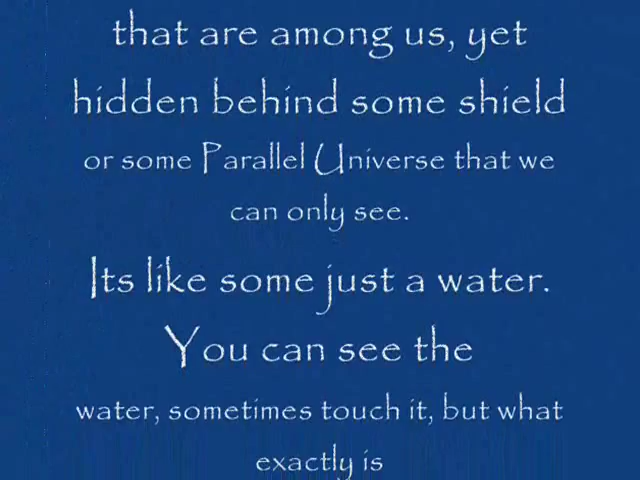 that are among us, yet
hidden behind some shield
or some Parallel Universe that we
can only see.
Its like some just a water.
You can see the
water, sometimes touch it, but what
exactly is